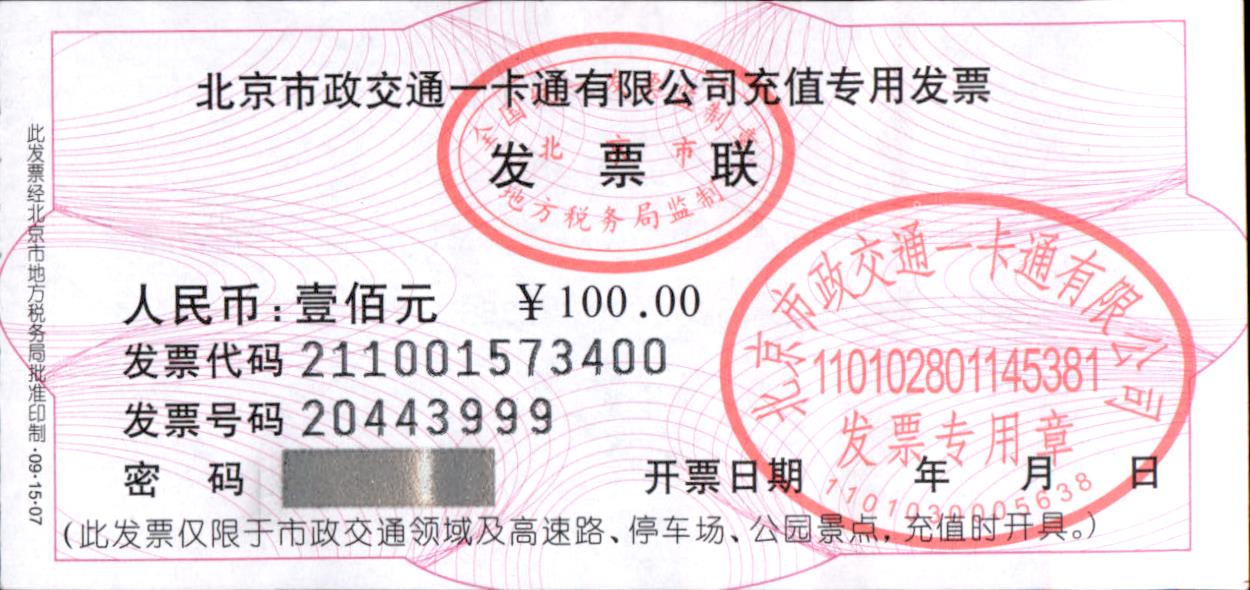 北京市政交通一卡通有限公司充值专用发票
发票联
全国
制
北京市
地方税务局监制
此发票经北京市地方税务局批准印制·09·15·07
人民币:壹佰元 ¥100.00
发票代码 211001573400
发票号码 20443999
密码
开票日期 年 月 日
北京市政交通一卡通有限公司
110102801145381
发票专用章
1101030005638
(此发票仅限于市政交通领域及高速路、停车场、公园景点,充值时开具。)